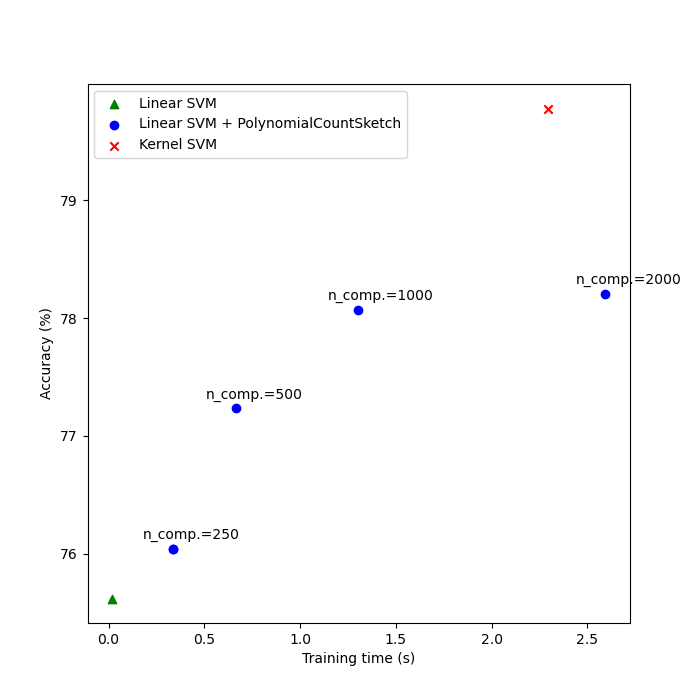 Linear SVM
Linear SVM + PolynomialCountSketch
Kernel SVM
79
n_comp.=2000
n_comp.=1000
78
Accuracy (%)
n_comp.=500
77
n_comp.=250
76
0.0 0.5 1.0 1.5 2.0 2.5
Training time (s)